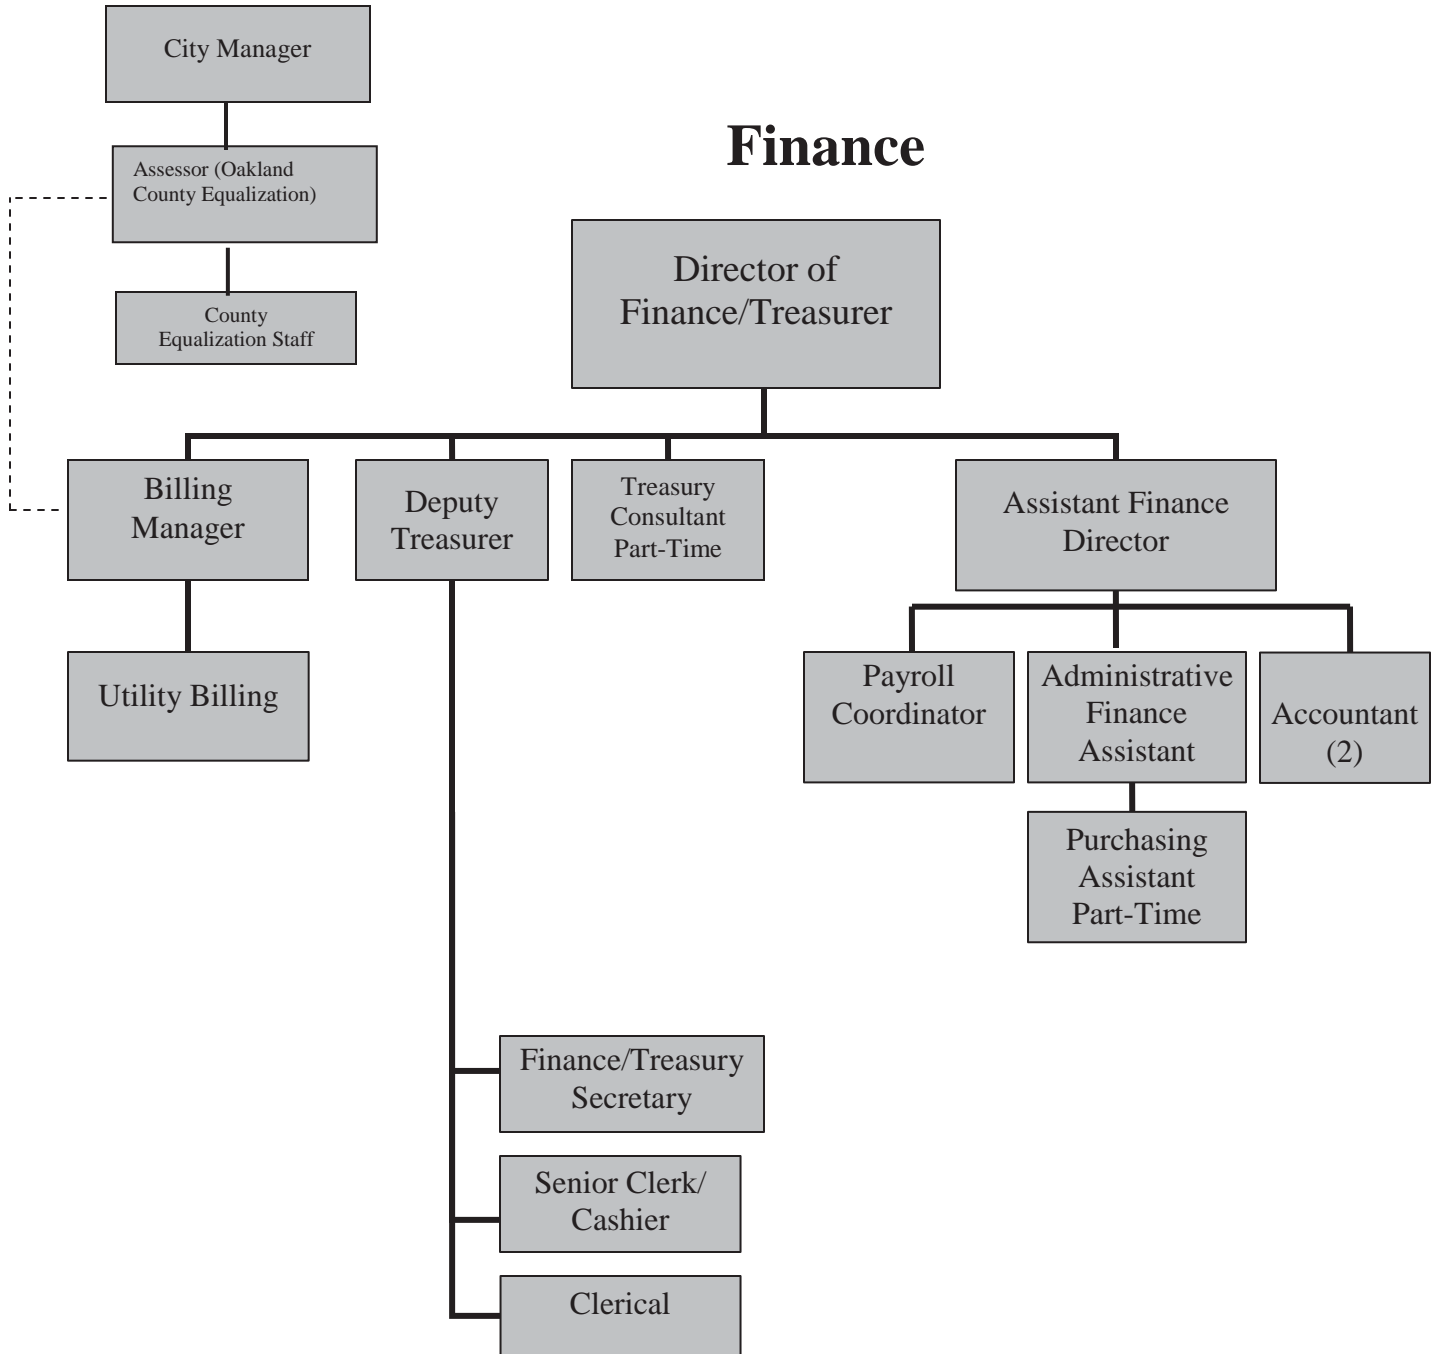 City Manager
Finance
Assessor (Oakland
County Equalization)
Director of
Finance/Treasurer
County
Equalization Staff
Billing
Manager
Deputy
Treasurer
Treasury
Consultant
Part-Time
Assistant Finance
Director
Utility Billing
Payroll
Coordinator
Administrative
Finance
Assistant
Accountant
(2)
Purchasing
Assistant
Part-Time
Finance/Treasury
Secretary
Senior Clerk/
Cashier
Clerical